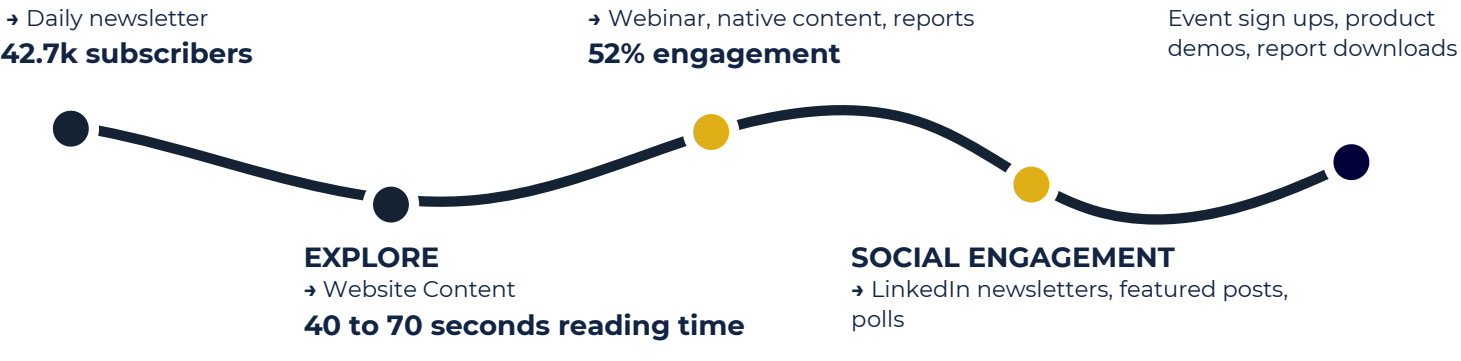 → Daily newsletter
42.7k subscribers
→ Webinar, native content, reports
52% engagement
Event sign ups, product
demos, report downloads
EXPLORE
→ Website Content
40 to 70 seconds reading time
SOCIAL ENGAGEMENT
→ LinkedIn newsletters, featured posts,
polls